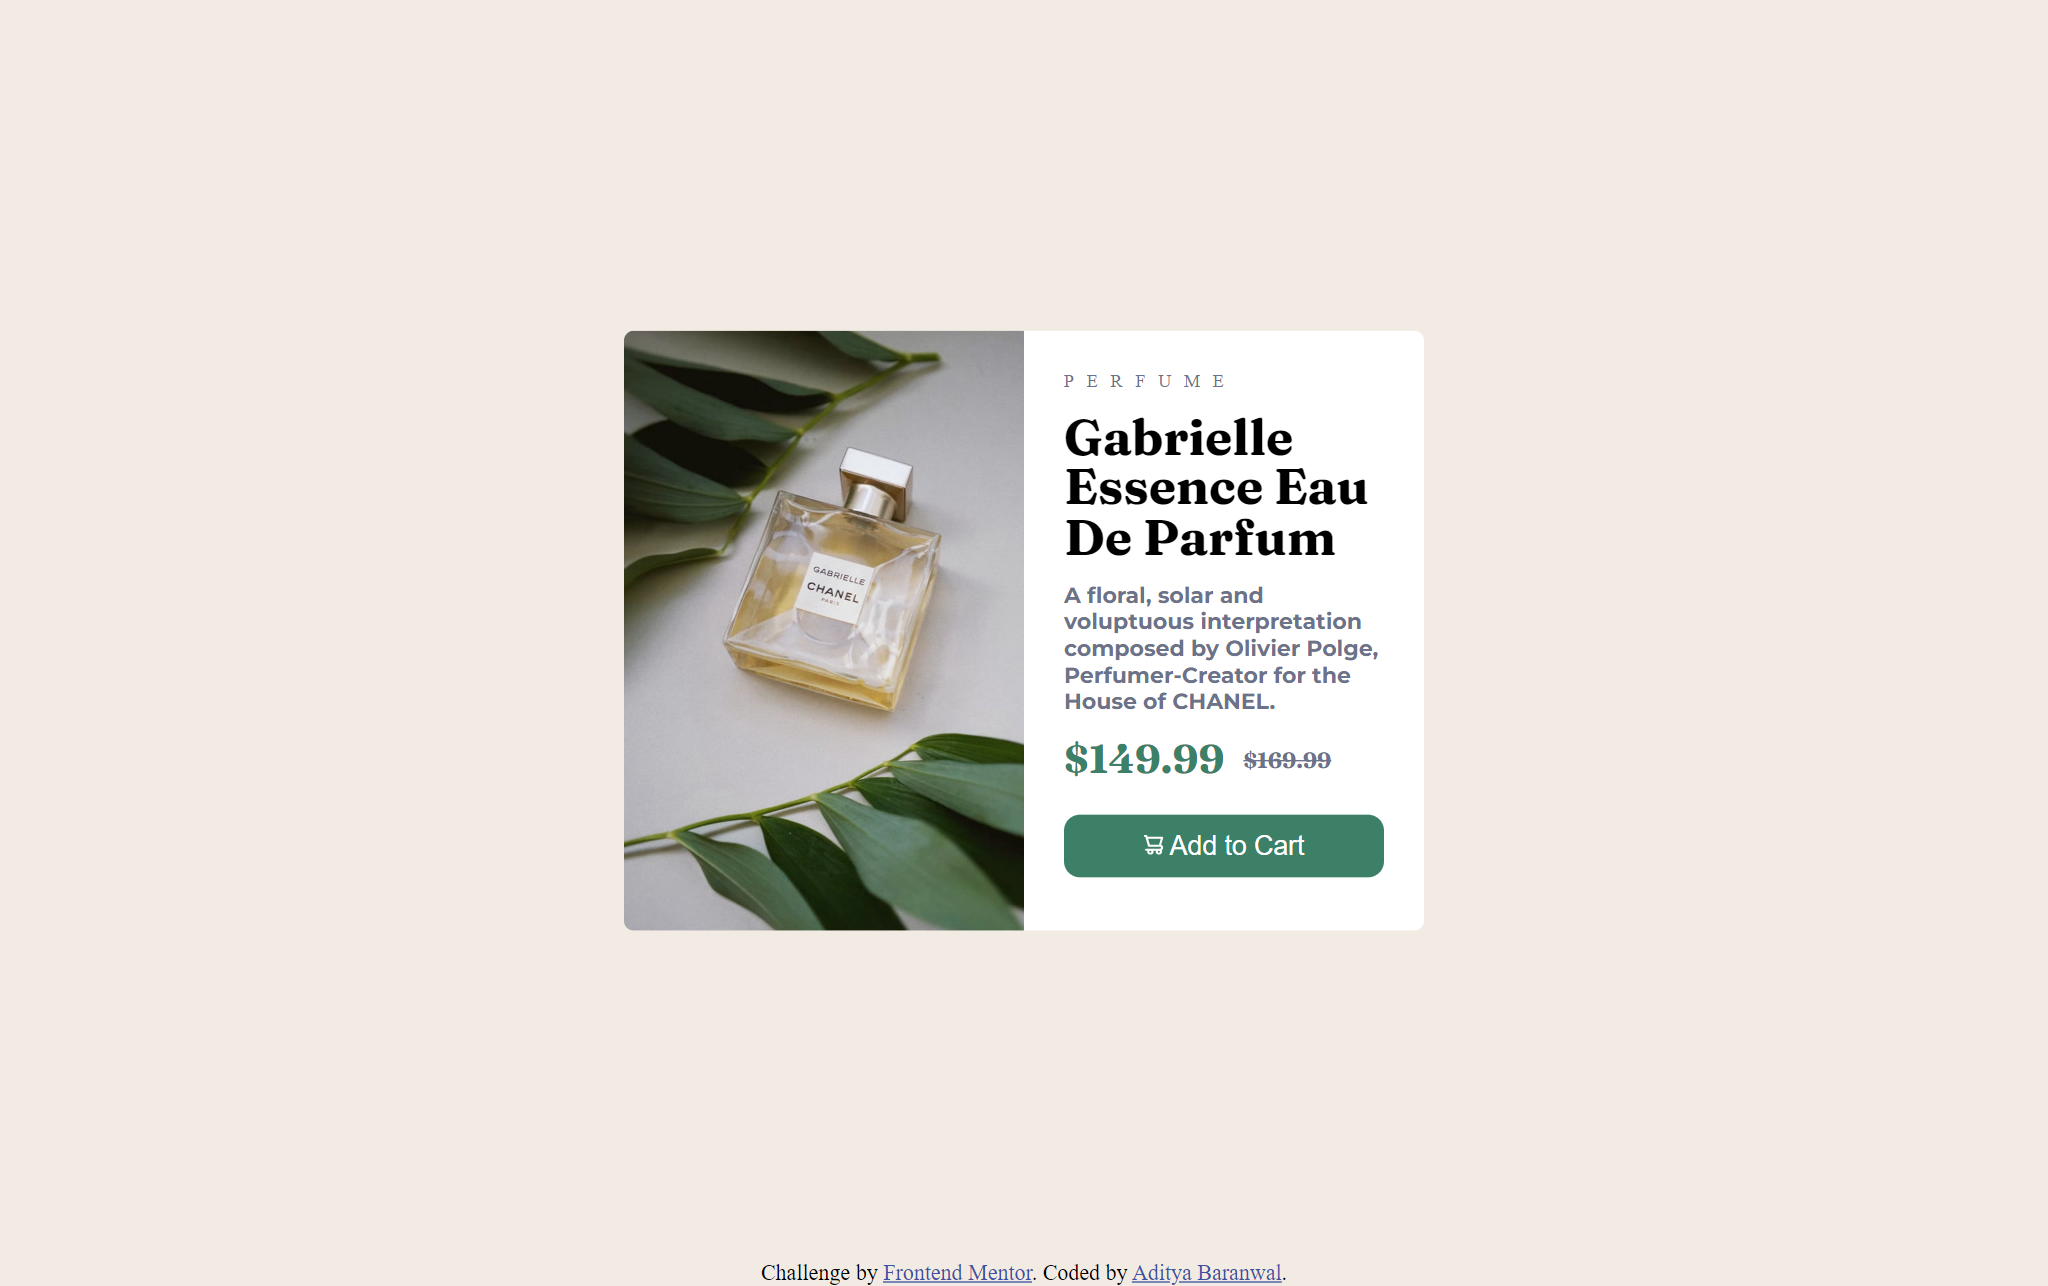 GABRIELLE
CHANEL
PARIS
PERFUME
Gabrielle
Essence Eau
De Parfum
A floral, solar and
voluptuous interpretation
composed by Olivier Polge,
Perfumer-Creator for the
House of CHANEL.
$149.99 $169.99
Add to Cart
Challenge by Frontend Mentor. Coded by Aditya Baranwal.